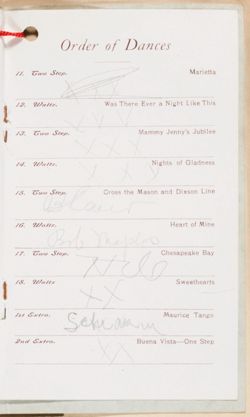 Order of Dances
11. Two Step. Marietta
12. Waltz. Was There Ever a Night Like This
X X X
13. Two Step. Mammy Jenny's Jubilee
X X X
14. Waltz. Nights of Gladness
X X X
15. Two Step. Cross the Mason and Dixson Line
16. Waltz. Heart of Mine
Bob
17. Two Step. Chesapeake Bay
18. Waltz Sweethearts
X X
1st Extra. Maurice Tango
Schramm
2nd Extra. Buena Vista—One Step
X X